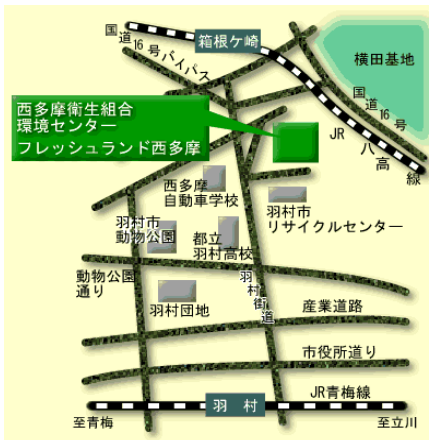 国道16号バイパス
箱根ケ崎
横田基地
国道16号
JR八高線
西多摩衛生組合
環境センター
フレッシュランド西多摩
西多摩
自動車学校
羽村市
リサイクルセンター
羽村市
動物公園
都立
羽村高校
動物公園
通り
羽村街道
羽村団地
産業道路
市役所道り
JR青梅線
至青梅
羽村
至立川